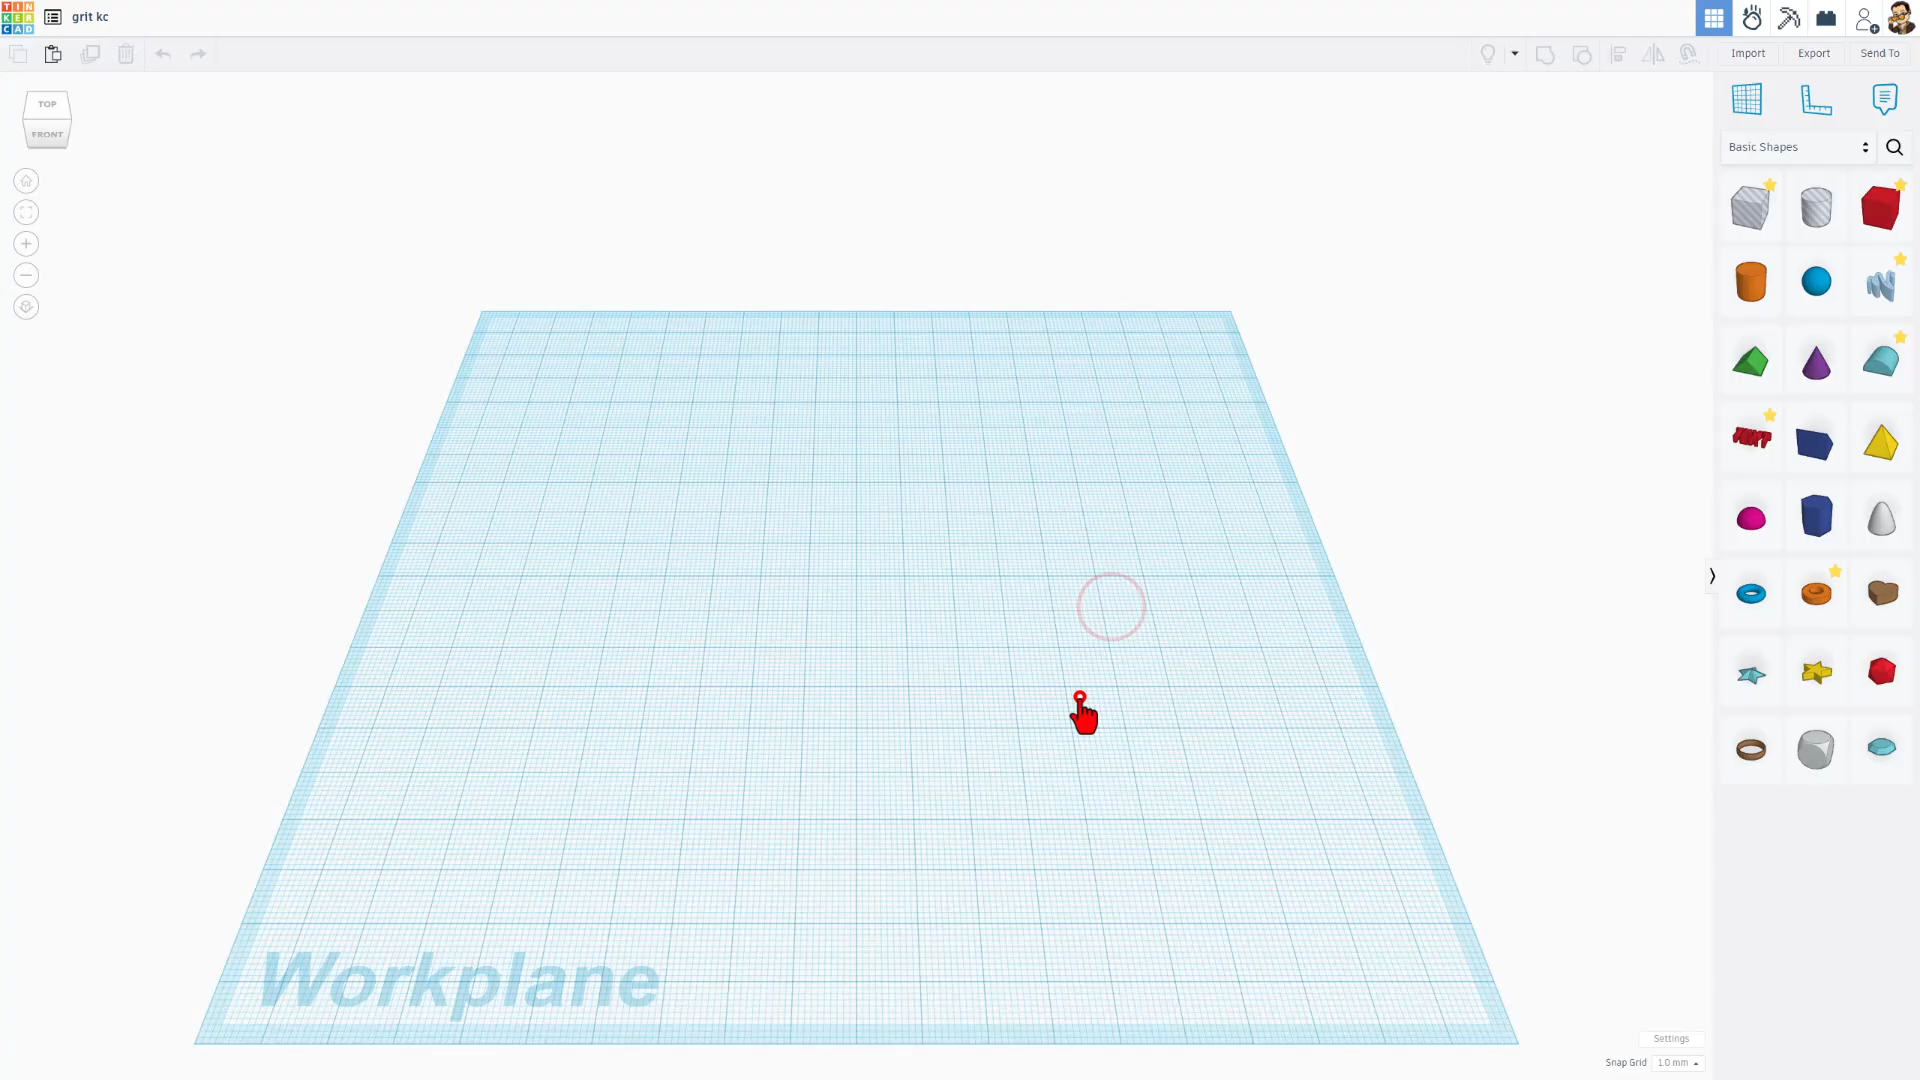 TIN
KER
CAD
grit kc
Import
Export
Send To
TOP
FRONT
Basic Shapes
Workplane
Settings
Snap Grid
1.0 mm